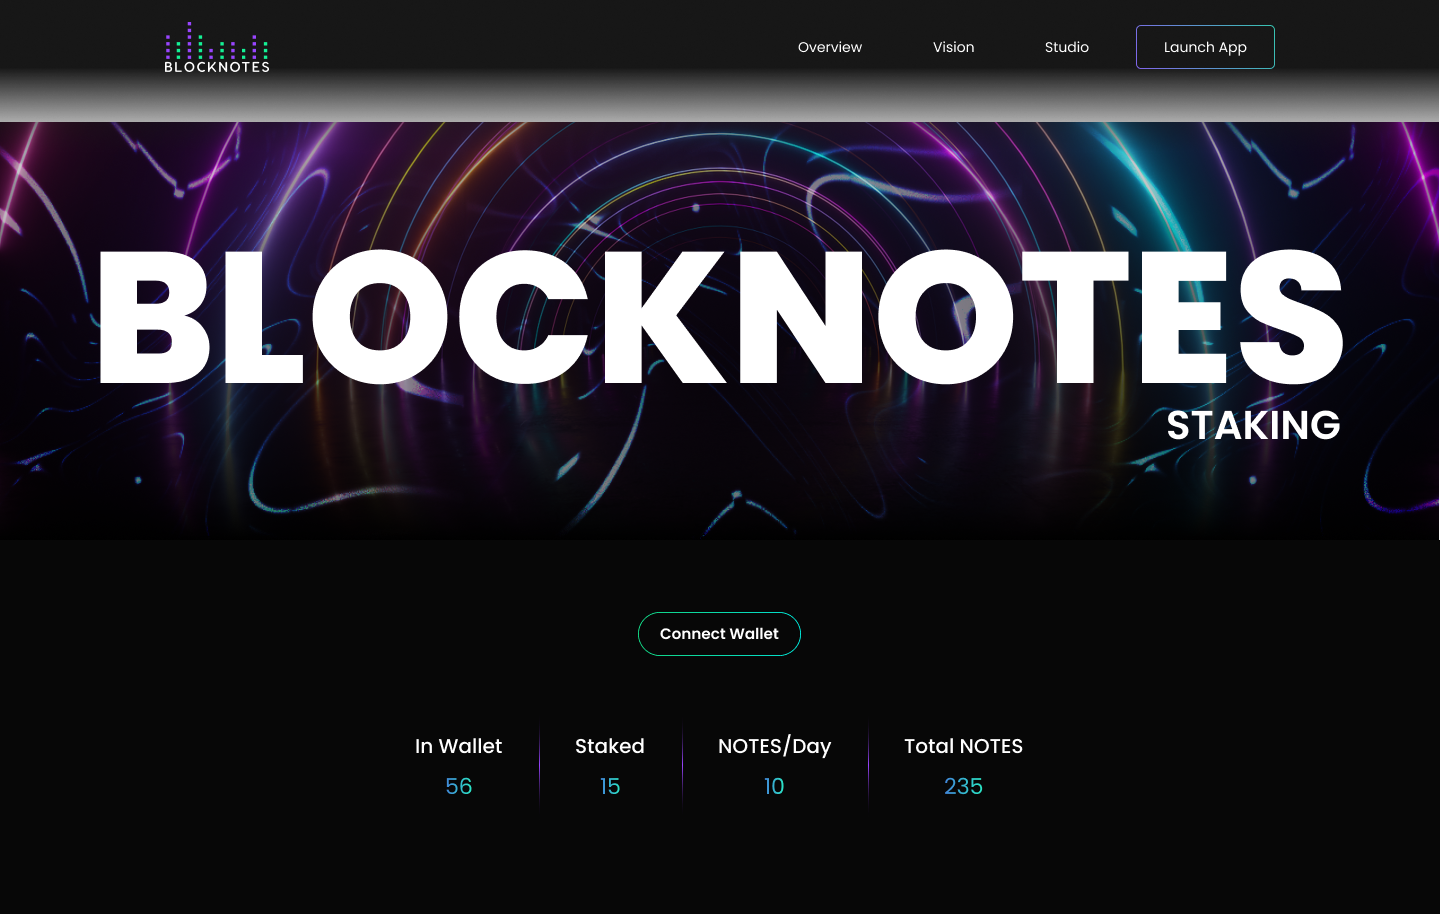 BLOCKNOTES
Overview Vision Studio Launch App
BLOCKNOTES
STAKING
Connect Wallet
In Wallet Staked NOTES/Day Total NOTES
56 15 10 235